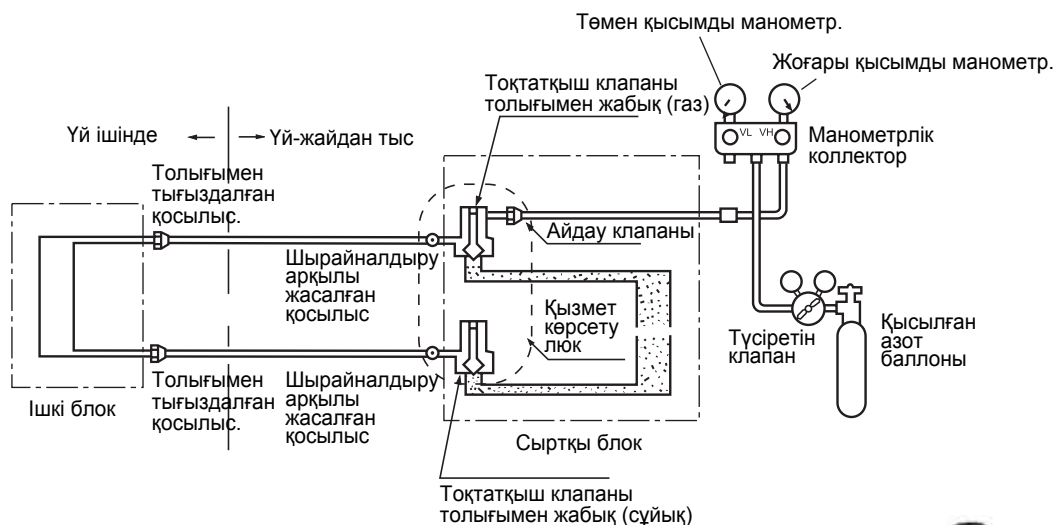 Төмен қысымды манометр.
Жоғары қысымды манометр.
Тоқтатқыш клапаны
толығымен жабық (газ)
Үй ішінде
Үй-жайдан тыс
VL VH
Манометрлік
коллектор
Толығымен
тығыздалған
қосылыс.
Айдау клапаны
Шырайналдыру
арқылы
жасалған
қосылыс
Қызмет
көрсету
люк
Түсіретін
клапан
Қысылған
азот
баллоны
Ішкі блок
Толығымен
тығыздалған
қосылыс.
Шырайналдыру
арқылы
жасалған
қосылыс
Сыртқы блок
Тоқтатқыш клапаны
толығымен жабық (сұйық)